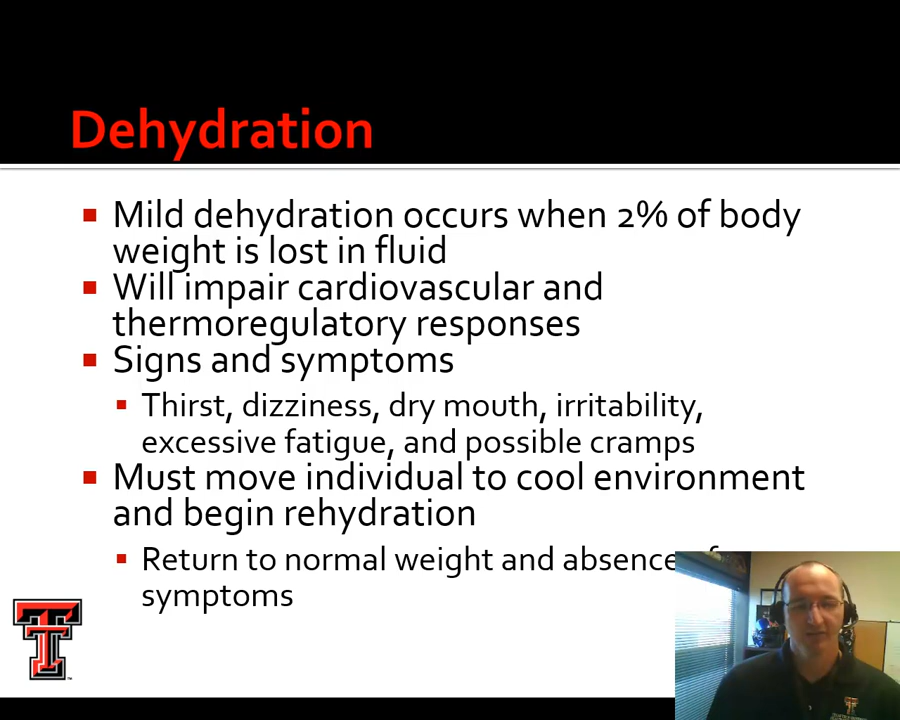 Dehydration
Mild dehydration occurs when 2% of body
weight is lost in fluid
Will impair cardiovascular and
thermoregulatory responses
Signs and symptoms
Thirst, dizziness, dry mouth, irritability,
excessive fatigue, and possible cramps
Must move individual to cool environment
and begin rehydration
Return to normal weight and absence
symptoms